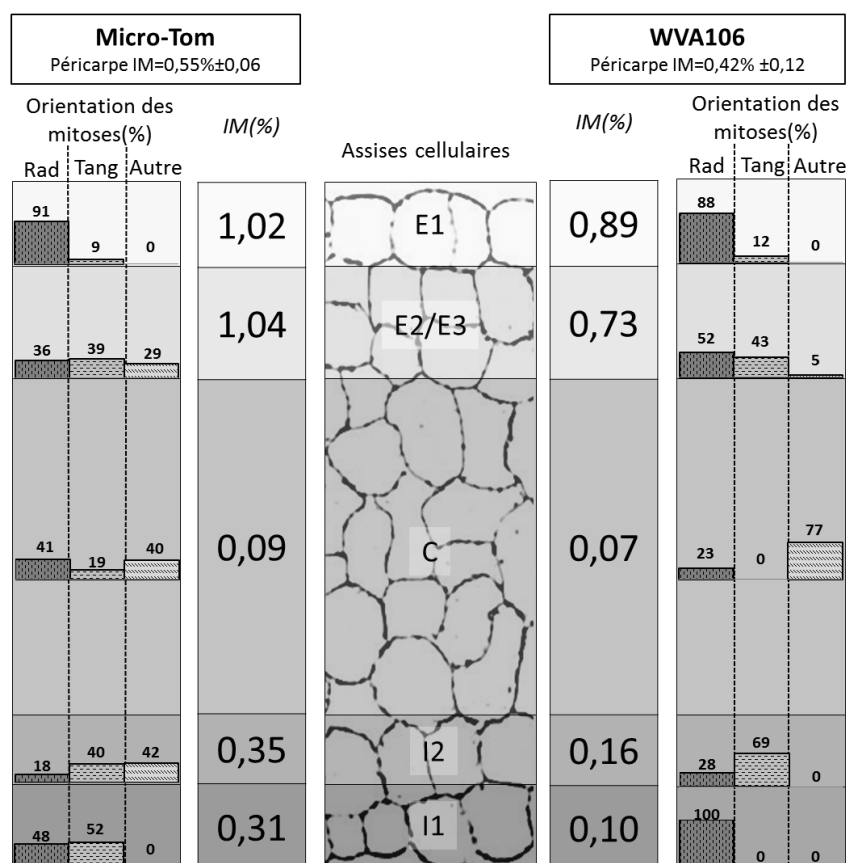 Micro-Tom
Péricarpe IM=0,55%±0,06
WVA106
Péricarpe IM=0,42% ±0,12
Orientation des
mitoses(%)
IM(%)
Assises cellulaires
IM(%)
Orientation des
mitoses(%)
Rad Tang Autre
Rad Tang Autre
91 9 0
1,02
E1
0,89
88 12 0
36 39 29
1,04
E2/E3
0,73
52 43 5
41 19 40
0,09
C
0,07
23 0 77
18 40 42
0,35
I2
0,16
28 69 0
48 52 0
0,31
I1
0,10
100 0 0